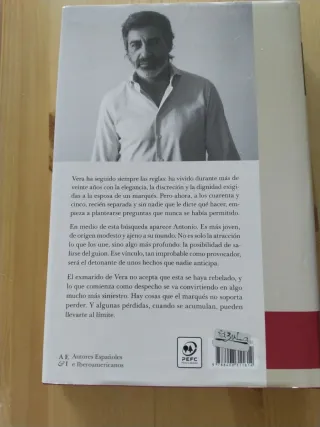 Vera ha seguido siempre las reglas: ha vivido durante más de
veinte años con la elegancia, la discreción y la dignidad exigi-
das a la esposa de un marqués. Pero ahora, a los cuarenta y
cinco, recién separada y sin nadie que le dicte qué hacer, em-
pieza a plantearse preguntas que nunca se había permitido.
En medio de esta búsqueda aparece Antonio. Es más joven,
de origen modesto y ajeno a su mundo. No es solo la atracción
lo que los une, sino algo más profundo: la posibilidad de ca-
lirse del guion. Ese vínculo, tan improbable como provocador,
será el detonante de unos hechos que nadie anticipa.
El exmarido de Vera no acepta que esta se haya rebelado, y
lo que comienza como despecho se va convirtiendo en algo
mucho más siniestro. Hay cosas que el marqués no soporta
perder. Y algunas pérdidas, cuando se acumulan, pueden
llevarte al límite.
A E
& I
Autores Españoles
e Iberoamericanos
PEFC